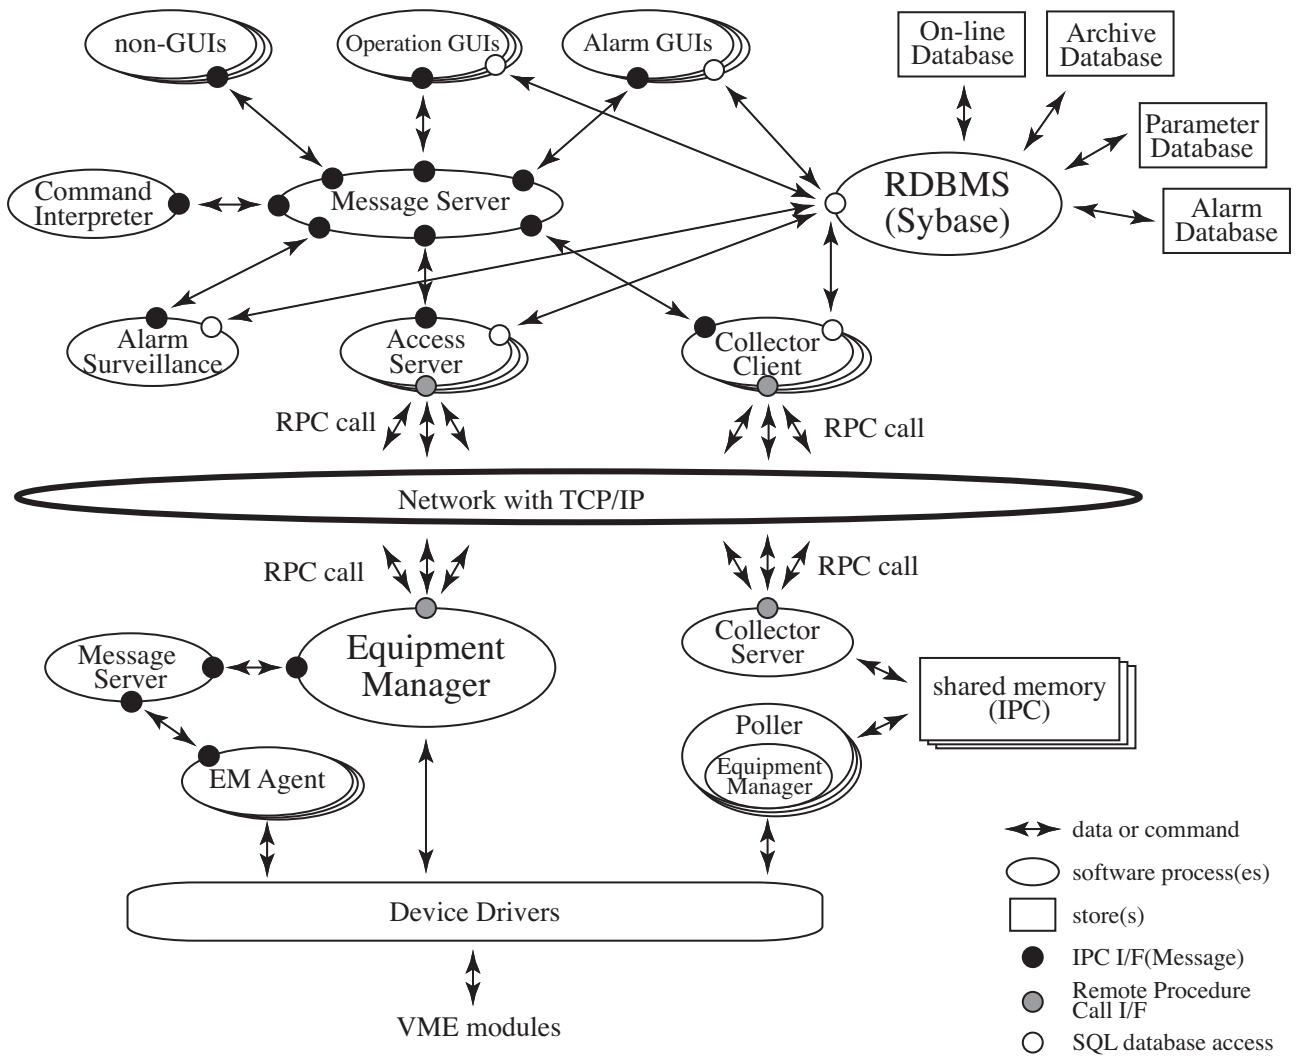 non-GUIs
Operation GUIs
Alarm GUIs
On-line
Database
Archive
Database
Parameter
Database
Alarm
Database
RDBMS
(Sybase)
Command
Interpreter
Message Server
Alarm
Surveillance
Access
Server
Collector
Client
RPC call
RPC call
Network with TCP/IP
RPC call
RPC call
Message
Server
Equipment
Manager
Collector
Server
shared memory
(IPC)
EM Agent
Poller
Equipment
Manager
Device Drivers
VME modules
data or command
software process(es)
store(s)
IPC I/F(Message)
Remote Procedure
Call I/F
SQL database access